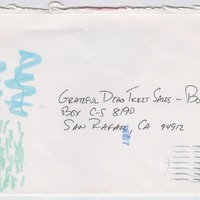 GRATEFUL DEAD TICKET SALES - Bo
BOX C-S 8190
SAN RAFAEL, CA 94912